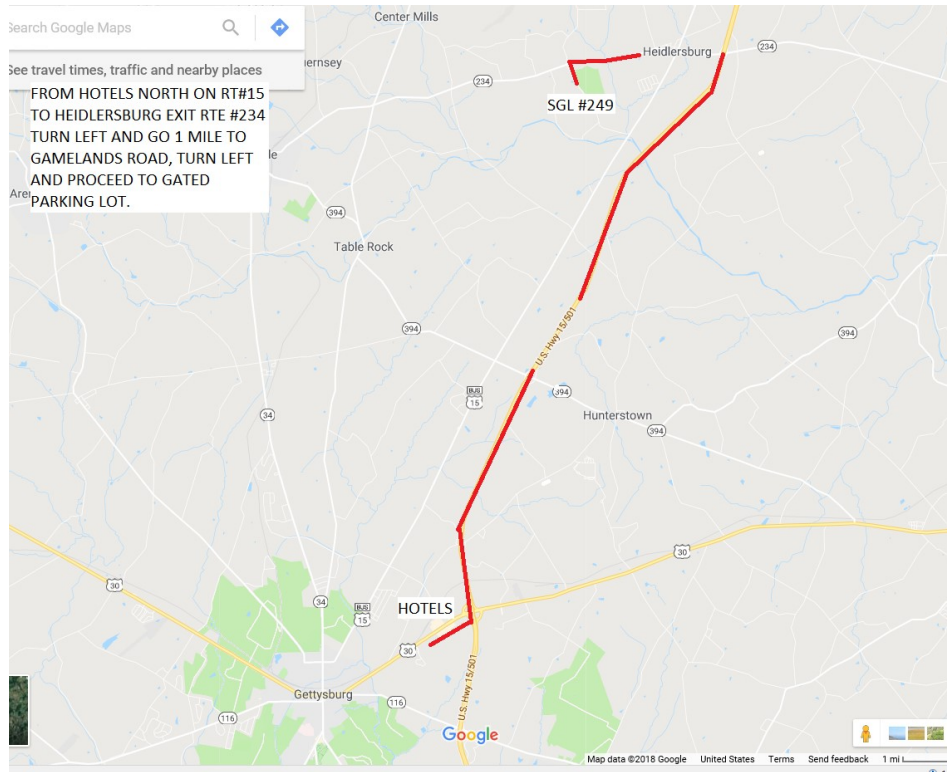 Search Google Maps
See travel times, traffic and nearby places
FROM HOTELS NORTH ON RT#15
TO HEIDLERSBURG EXIT RTE #234
TURN LEFT AND GO 1 MILE TO
GAMELANDS ROAD, TURN LEFT
AND PROCEED TO GATED
PARKING LOT.
Center Mills
Heidlersburg
234
234
SGL #249
394
Table Rock
394
394
U.S. Hwy 15/501
BUS
15
394
Hunterstown
394
34
30
30
HOTELS
34
BUS
15
30
U.S. Hwy 15/501
Gettysburg
116
116
Google
Map data ©2018 Google United States Terms Send feedback 1 mi